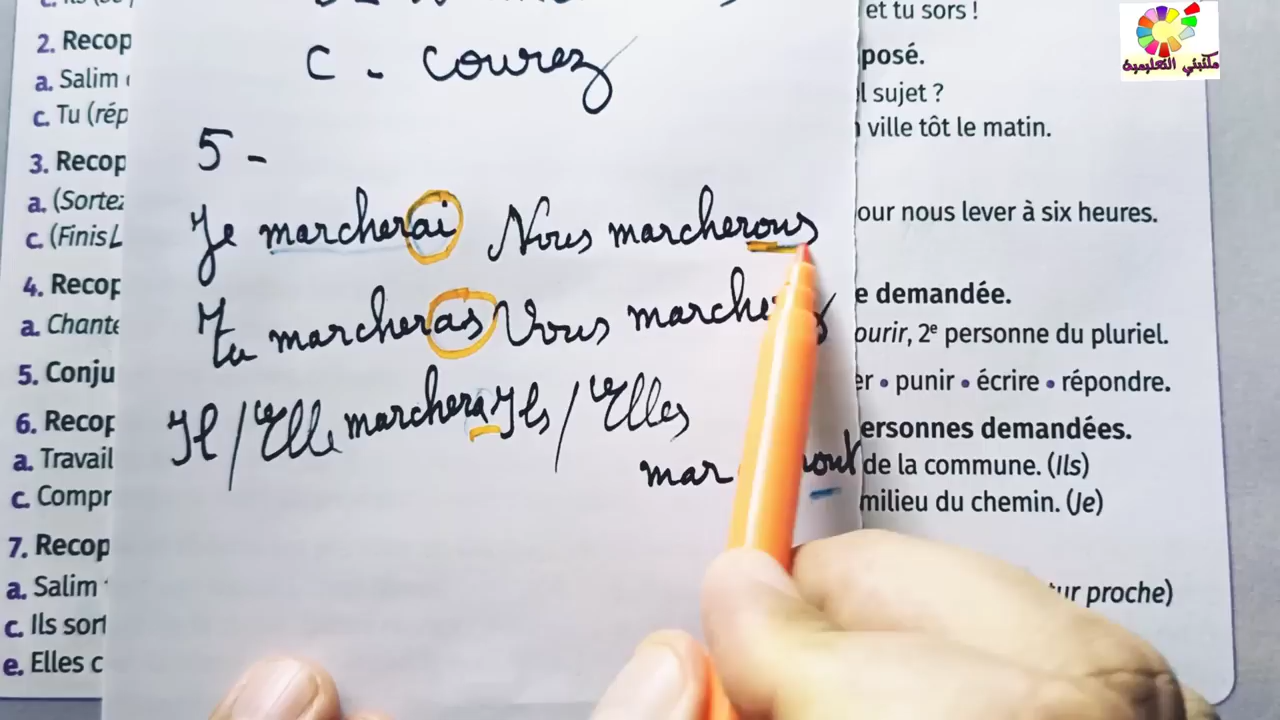 et tu sors !
2. Recop
posé.
C - Courez
a. Salim
l sujet ?
c. Tu (rép
ville tôt le matin.
5 -
3. Recop
a. (Sortez
our nous lever à six heures.
c. (Finis
Je marcherai Nous marcherons
4. Recop
e demandée.
a. Chante
Tu marcheras Vous marcher
ourir, 2e personne du pluriel.
5. Conju
er • punir • écrire • répondre.
Il/Elle marchera Ils/Elles
6. Recop
ersonnes demandées.
a. Travail
mar ront
de la commune. (Ils)
c. Compr
milieu du chemin. (Je)
7. Recop
a. Salim
ur proche)
c. Ils sort
e. Elles c
مكتبتي التعليمية